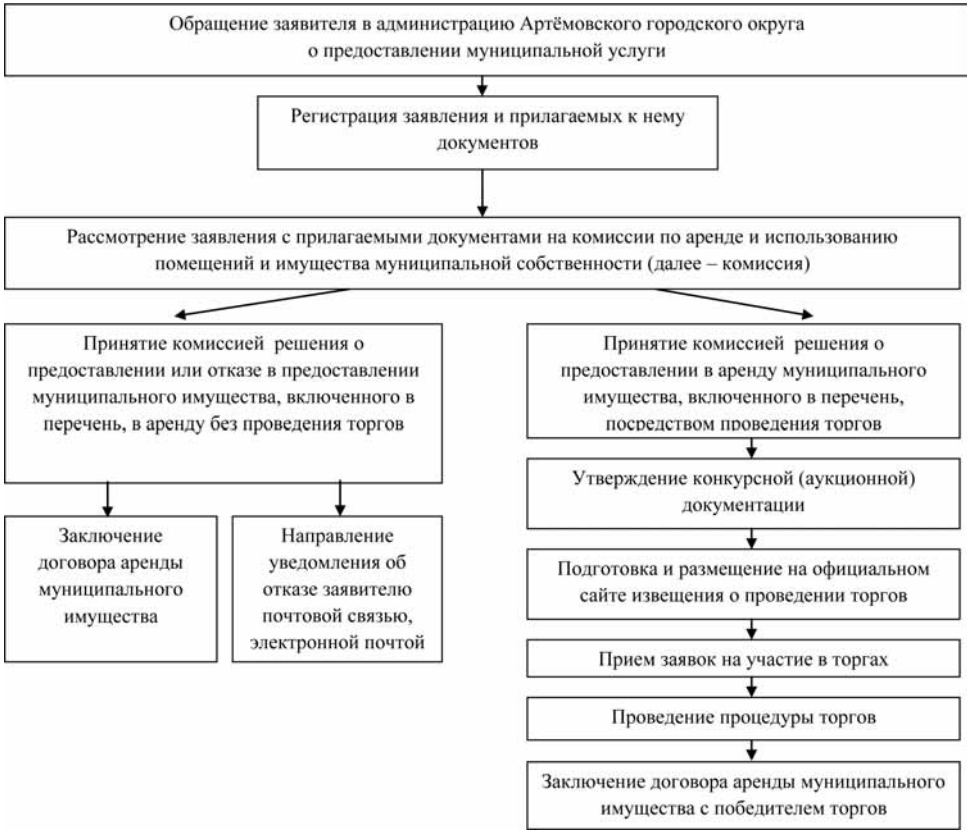 Обращение заявителя в администрацию Артёмовского городского округа
о предоставлении муниципальной услуги
Регистрация заявления и прилагаемых к нему
документов
Рассмотрение заявления с прилагаемыми документами на комиссии по аренде и использованию
помещений и имущества муниципальной собственности (далее – комиссия)
Принятие комиссией решения о
предоставлении или отказе в предоставлении
муниципального имущества, включенного в
перечень, в аренду без проведения торгов
Заключение
договора аренды
муниципального
имущества
Направление
уведомления об
отказе заявителю
почтовой связью,
электронной почтой
Принятие комиссией решения о
предоставлении в аренду муниципального
имущества, включенного в перечень,
посредством проведения торгов
Утверждение конкурсной (аукционной)
документации
Подготовка и размещение на официальном
сайте извещения о проведении торгов
Прием заявок на участие в торгах
Проведение процедуры торгов
Заключение договора аренды муниципального
имущества с победителем торгов